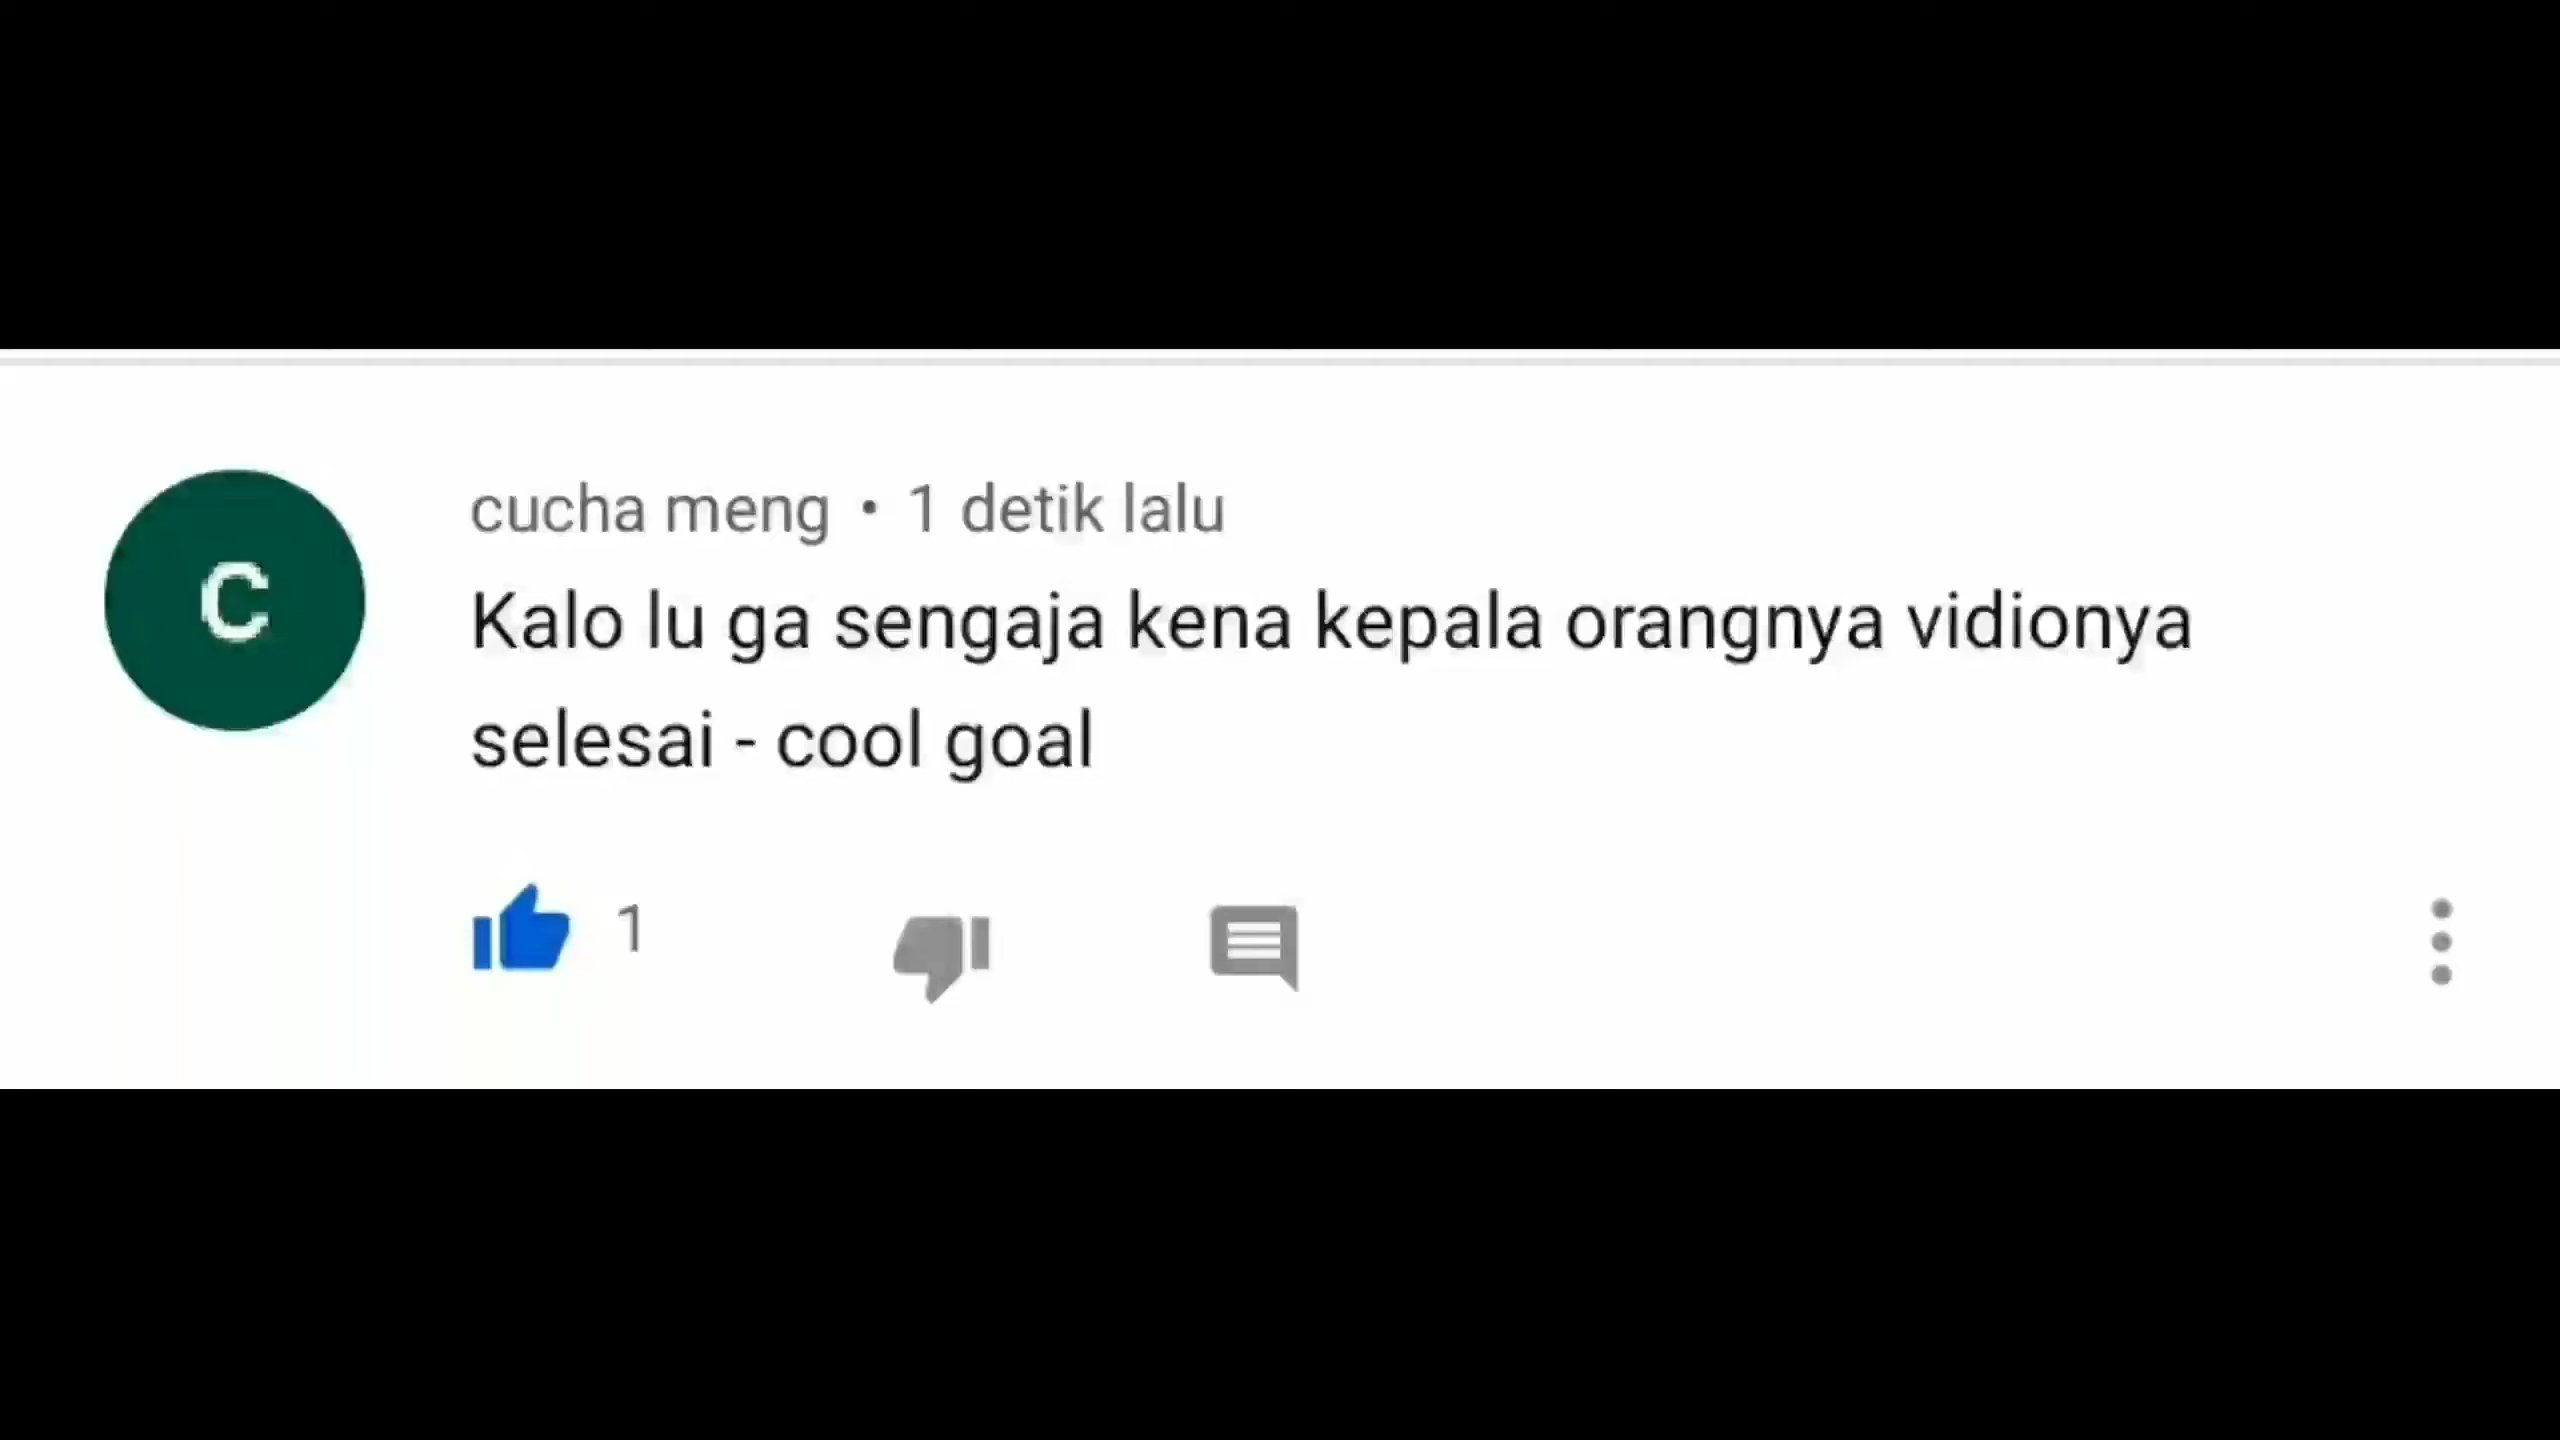 C
cucha meng • 1 detik lalu
Kalo lu ga sengaja kena kepala orangnya vidionya
selesai - cool goal
1